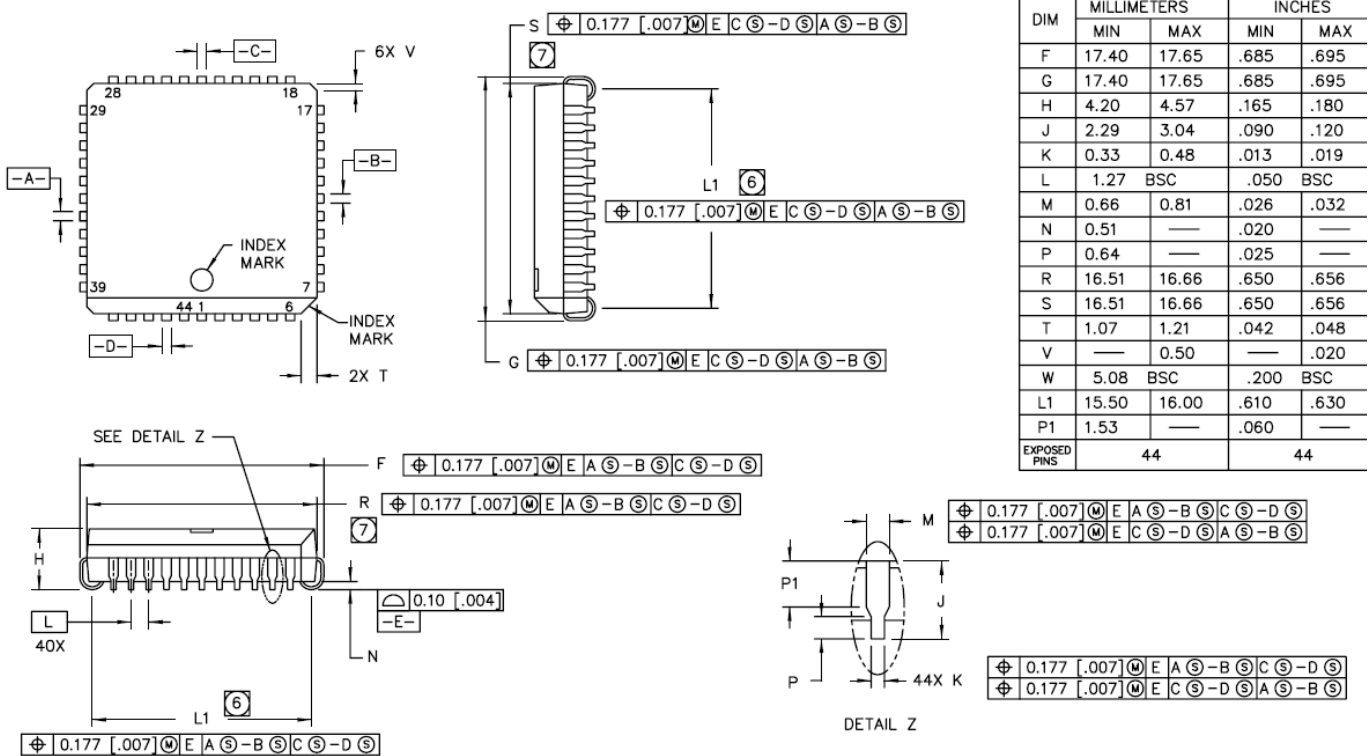 S ⌖ 0.177 [.007] Ⓜ E C Ⓢ -D Ⓢ A Ⓢ -B Ⓢ
7
-C-
6X V
28
18
29
17
-A-
-B-
INDEX
MARK
39
7
44 1
6
INDEX
MARK
-D-
2X T
L1 6
⌖ 0.177 [.007] Ⓜ E C Ⓢ -D Ⓢ A Ⓢ -B Ⓢ
G ⌖ 0.177 [.007] Ⓜ E C Ⓢ -D Ⓢ A Ⓢ -B Ⓢ
DIM MILLIMETERS INCHES
MIN MAX MIN MAX
F 17.40 17.65 .685 .695
G 17.40 17.65 .685 .695
H 4.20 4.57 .165 .180
J 2.29 3.04 .090 .120
K 0.33 0.48 .013 .019
L 1.27 BSC .050 BSC
M 0.66 0.81 .026 .032
N 0.51 — .020 —
P 0.64 — .025 —
R 16.51 16.66 .650 .656
S 16.51 16.66 .650 .656
T 1.07 1.21 .042 .048
V — 0.50 — .020
W 5.08 BSC .200 BSC
L1 15.50 16.00 .610 .630
P1 1.53 — .060 —
EXPOSED
PINS 44 44
SEE DETAIL Z
F ⌖ 0.177 [.007] Ⓜ E A Ⓢ -B Ⓢ C Ⓢ -D Ⓢ
R ⌖ 0.177 [.007] Ⓜ E A Ⓢ -B Ⓢ C Ⓢ -D Ⓢ
7
H
⌓ 0.10 [.004]
-E-
L
40X
N
L1 6
⌖ 0.177 [.007] Ⓜ E A Ⓢ -B Ⓢ C Ⓢ -D Ⓢ
M ⌖ 0.177 [.007] Ⓜ E A Ⓢ -B Ⓢ C Ⓢ -D Ⓢ
⌖ 0.177 [.007] Ⓜ E C Ⓢ -D Ⓢ A Ⓢ -B Ⓢ
P1
J
P
44X K
⌖ 0.177 [.007] Ⓜ E A Ⓢ -B Ⓢ C Ⓢ -D Ⓢ
⌖ 0.177 [.007] Ⓜ E C Ⓢ -D Ⓢ A Ⓢ -B Ⓢ
DETAIL Z